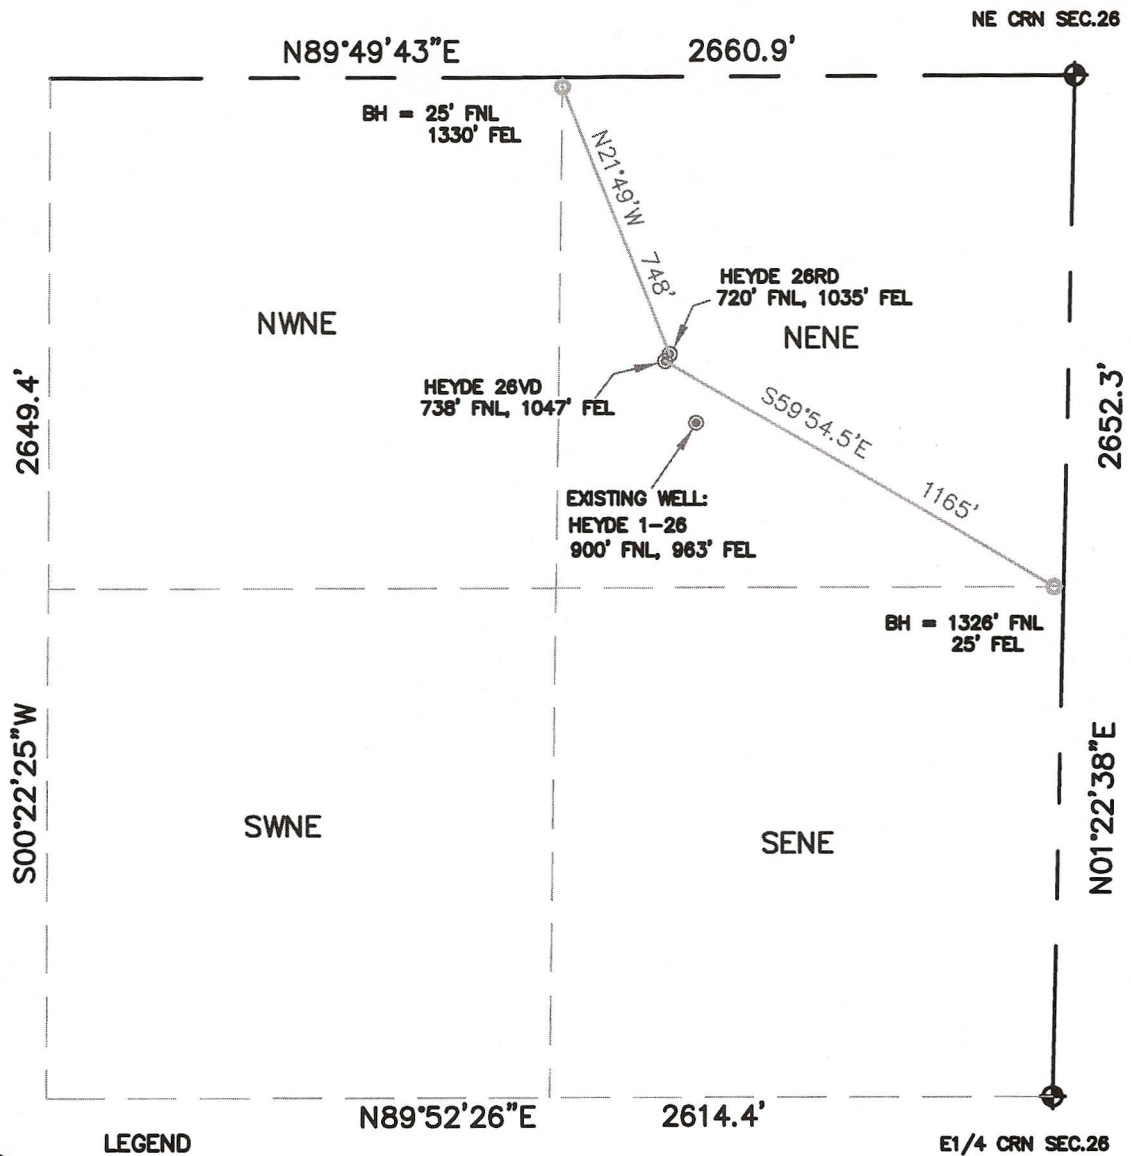 NE CRN SEC.26
N89°49'43"E 2660.9'
BH = 25' FNL
1330' FEL
N21°49'W 748'
HEYDE 26RD
720' FNL, 1035' FEL
NWNE
NENE
HEYDE 26VD
738' FNL, 1047' FEL
2649.4'
2652.3'
S59°54.5'E 1165'
EXISTING WELL:
HEYDE 1-26
900' FNL, 963' FEL
BH = 1326' FNL
25' FEL
S00°22'25"W
N01°22'38"E
SWNE
SENE
N89°52'26"E 2614.4'
LEGEND
E1/4 CRN SEC.26